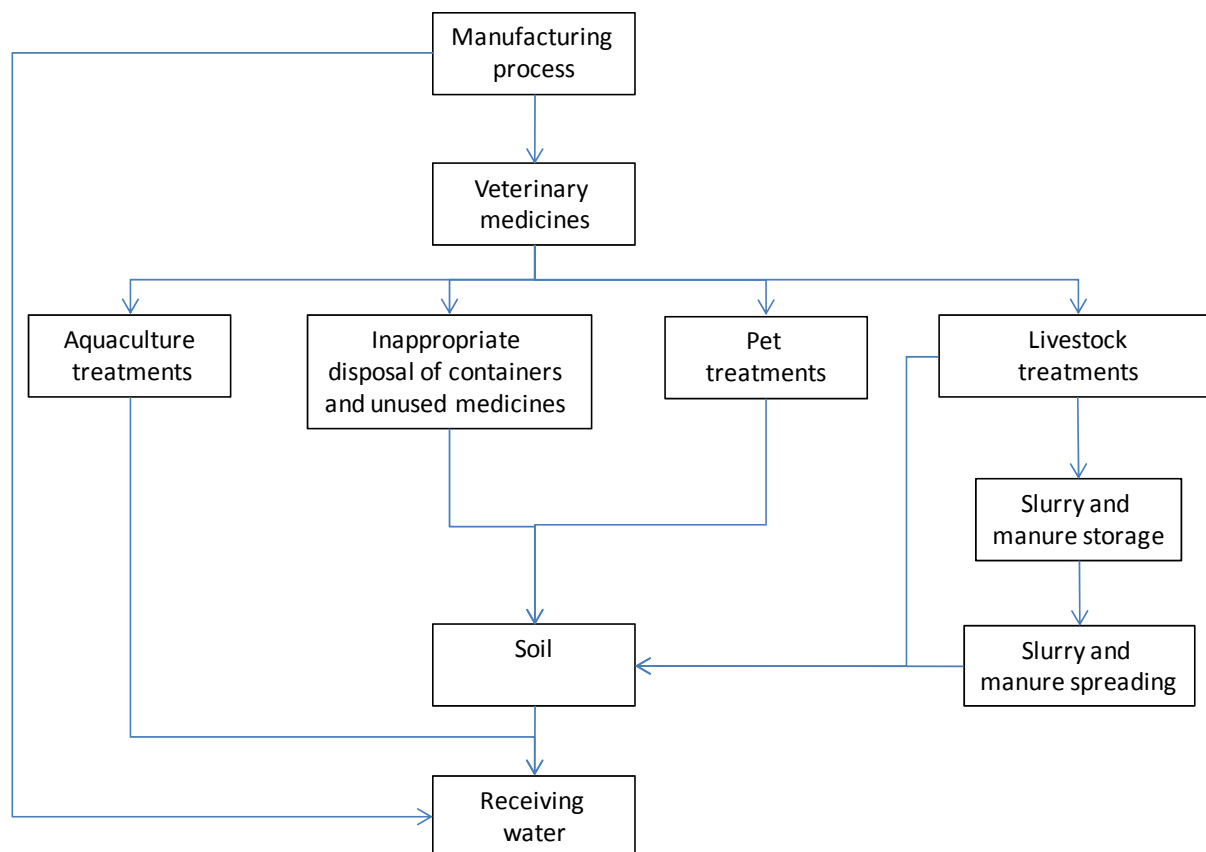 Manufacturing
process
Veterinary
medicines
Aquaculture
treatments
Inappropriate
disposal of containers
and unused medicines
Pet
treatments
Livestock
treatments
Slurry and
manure storage
Soil
Slurry and
manure spreading
Receiving
water